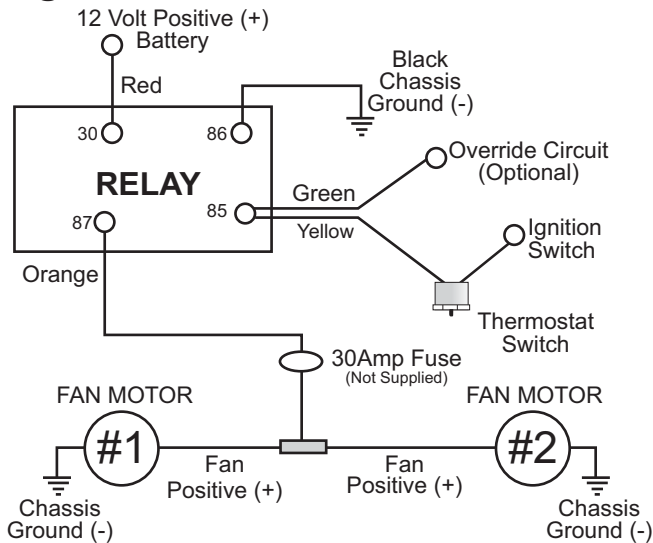 12 Volt Positive (+)
Battery
Red
Black
Chassis
Ground (-)
30
86
RELAY
87
85
Green
Yellow
Override Circuit
(Optional)
Ignition
Switch
Orange
Thermostat
Switch
30Amp Fuse
(Not Supplied)
FAN MOTOR
FAN MOTOR
#1
#2
Fan
Positive (+)
Fan
Positive (+)
Chassis
Ground (-)
Chassis
Ground (-)